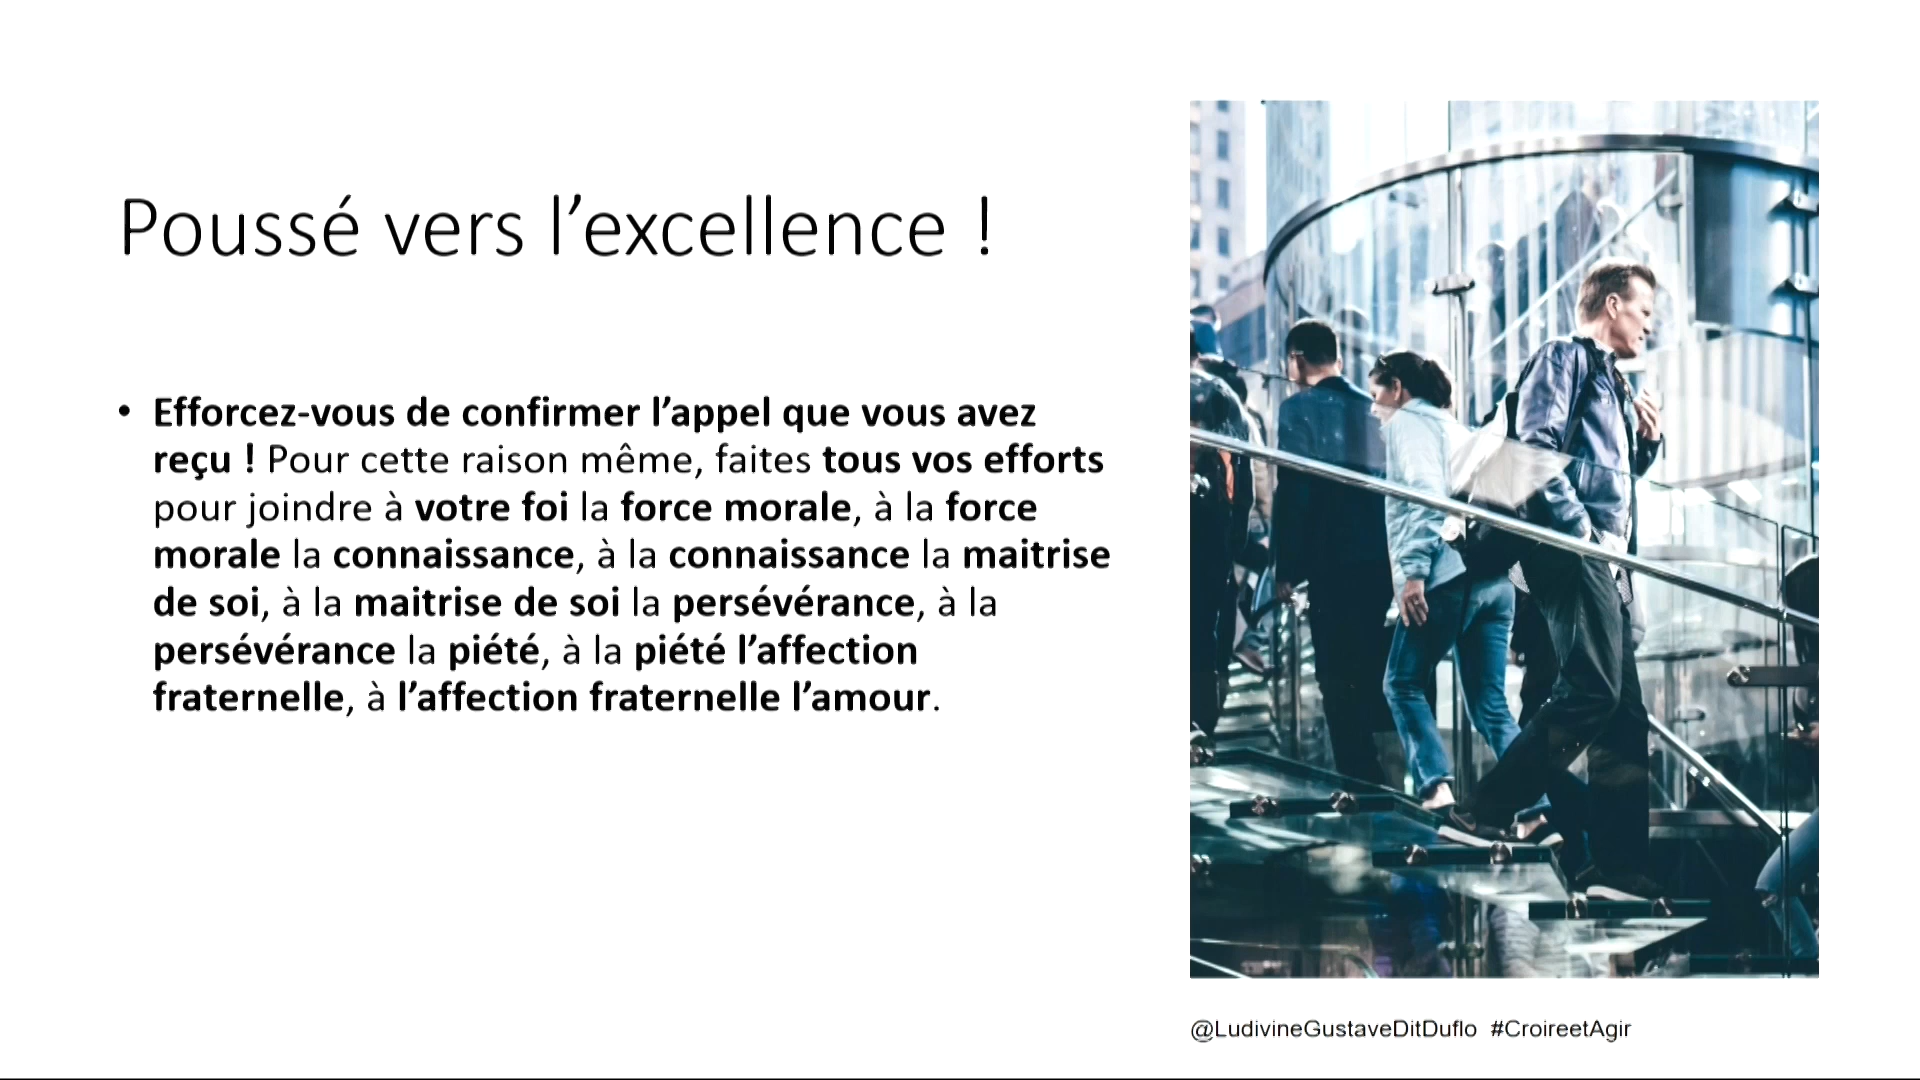 Poussé vers l’excellence !
• Efforcez-vous de confirmer l’appel que vous avez
reçu ! Pour cette raison même, faites tous vos efforts
pour joindre à votre foi la force morale, à la force
morale la connaissance, à la connaissance la maitrise
de soi, à la maitrise de soi la persévérance, à la
persévérance la piété, à la piété l’affection
fraternelle, à l’affection fraternelle l’amour.
@LudivineGustaveDitDuflo #CroireetAgir